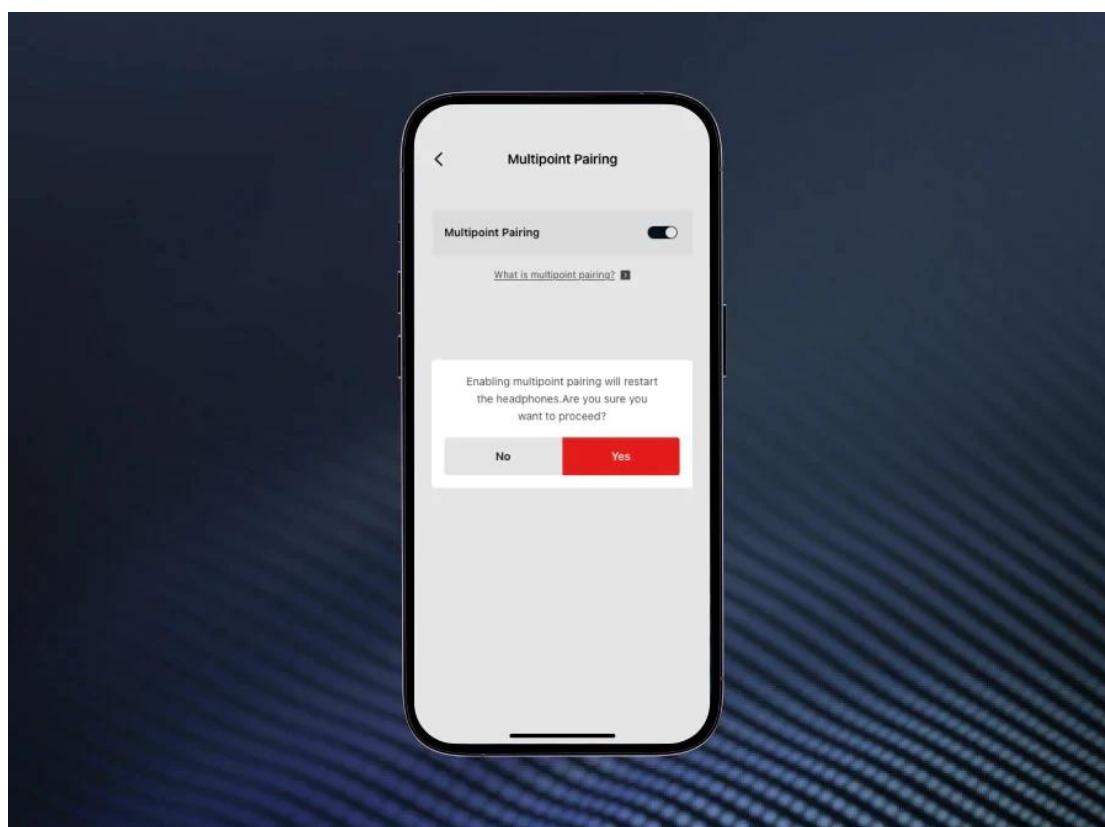 Multipoint Pairing
Multipoint Pairing
What is multipoint pairing?
Enabling multipoint pairing will restart
the headphones.Are you sure you
want to proceed?
No
Yes